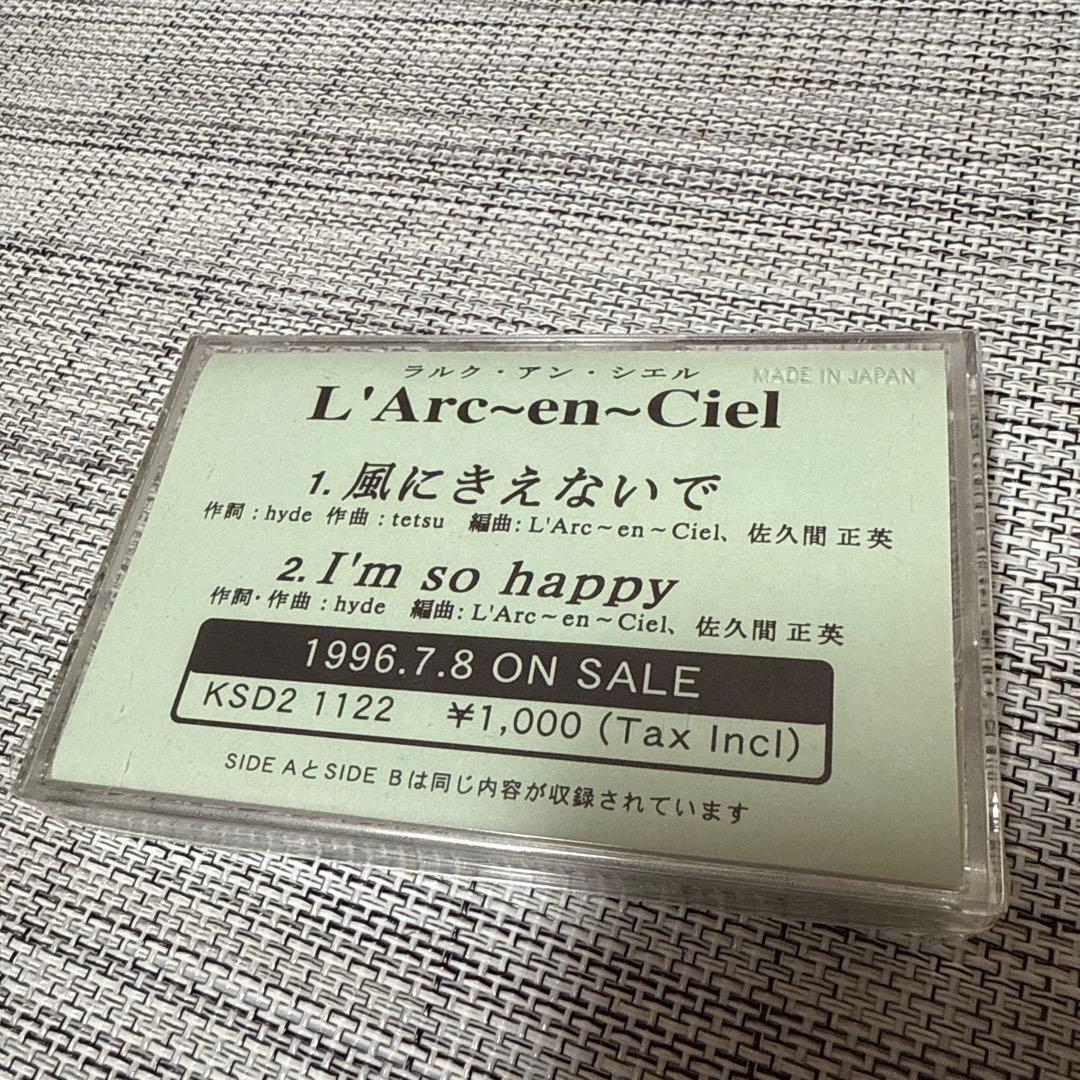 ラルク・アン・シエル
MADE IN JAPAN
L'Arc~en~Ciel
1. 風にきえないで
作詞：hyde 作曲：tetsu 編曲：L'Arc～en～Ciel、佐久間 正英
2. I'm so happy
作詞・作曲：hyde 編曲：L'Arc～en～Ciel、佐久間 正英
1996.7.8 ON SALE
KSD2 1122 ¥1,000 (Tax Incl)
SIDE AとSIDE Bは同じ内容が収録されています